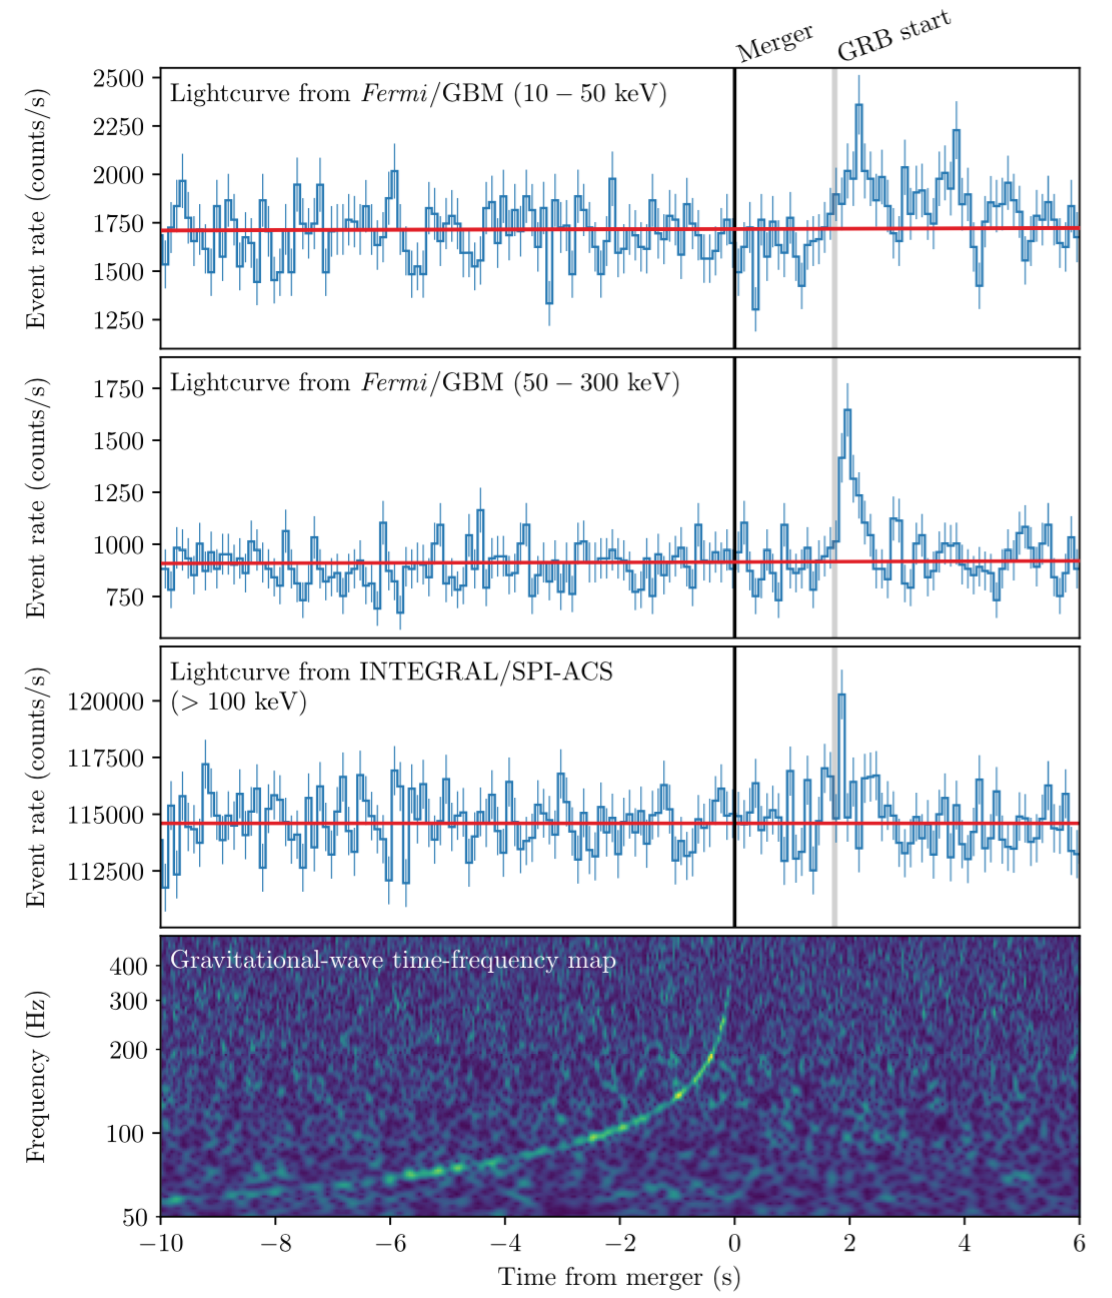 Merger
GRB start
Lightcurve from Fermi/GBM (10 − 50 keV)
Event rate (counts/s)
2500
2250
2000
1750
1500
1250
Lightcurve from Fermi/GBM (50 − 300 keV)
Event rate (counts/s)
1750
1500
1250
1000
750
Lightcurve from INTEGRAL/SPI-ACS
(> 100 keV)
Event rate (counts/s)
120000
117500
115000
112500
Gravitational-wave time-frequency map
Frequency (Hz)
400
300
200
100
50
−10 −8 −6 −4 −2 0 2 4 6
Time from merger (s)